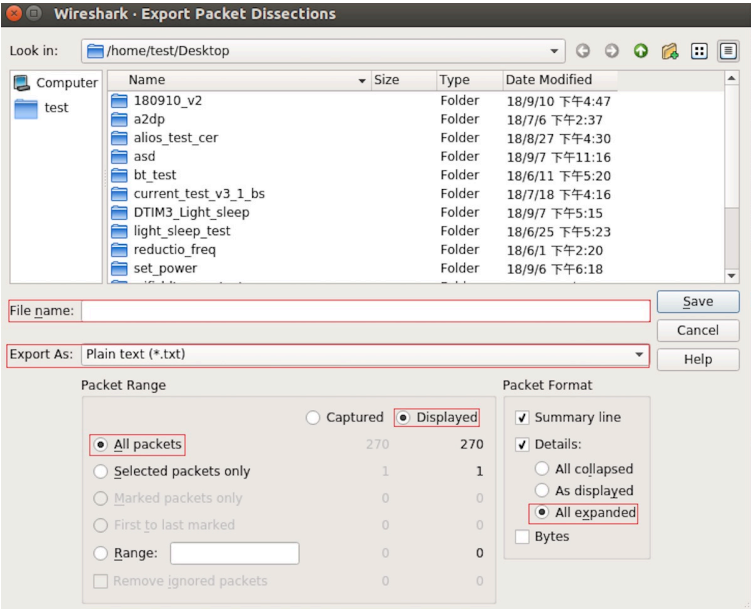 Wireshark · Export Packet Dissections
Look in: /home/test/Desktop
Computer
test
Name Size Type Date Modified
180910_v2 Folder 18/9/10 下午4:47
a2dp Folder 18/7/6 下午2:37
alios_test_cer Folder 18/8/27 下午4:30
asd Folder 18/9/7 下午11:16
bt_test Folder 18/6/11 下午5:20
current_test_v3_1_bs Folder 18/7/18 下午4:16
DTIM3_Light_sleep Folder 18/9/7 下午5:15
light_sleep_test Folder 18/6/25 下午5:23
reductio_freq Folder 18/6/1 下午2:20
set_power Folder 18/9/6 下午6:18
File name:
Save
Cancel
Export As: Plain text (*.txt)
Help
Packet Range
Captured Displayed
All packets 270 270
Selected packets only 1 1
Marked packets only 0 0
First to last marked 0 0
Range: 0 0
Remove ignored packets 0 0
Packet Format
Summary line
Details:
All collapsed
As displayed
All expanded
Bytes